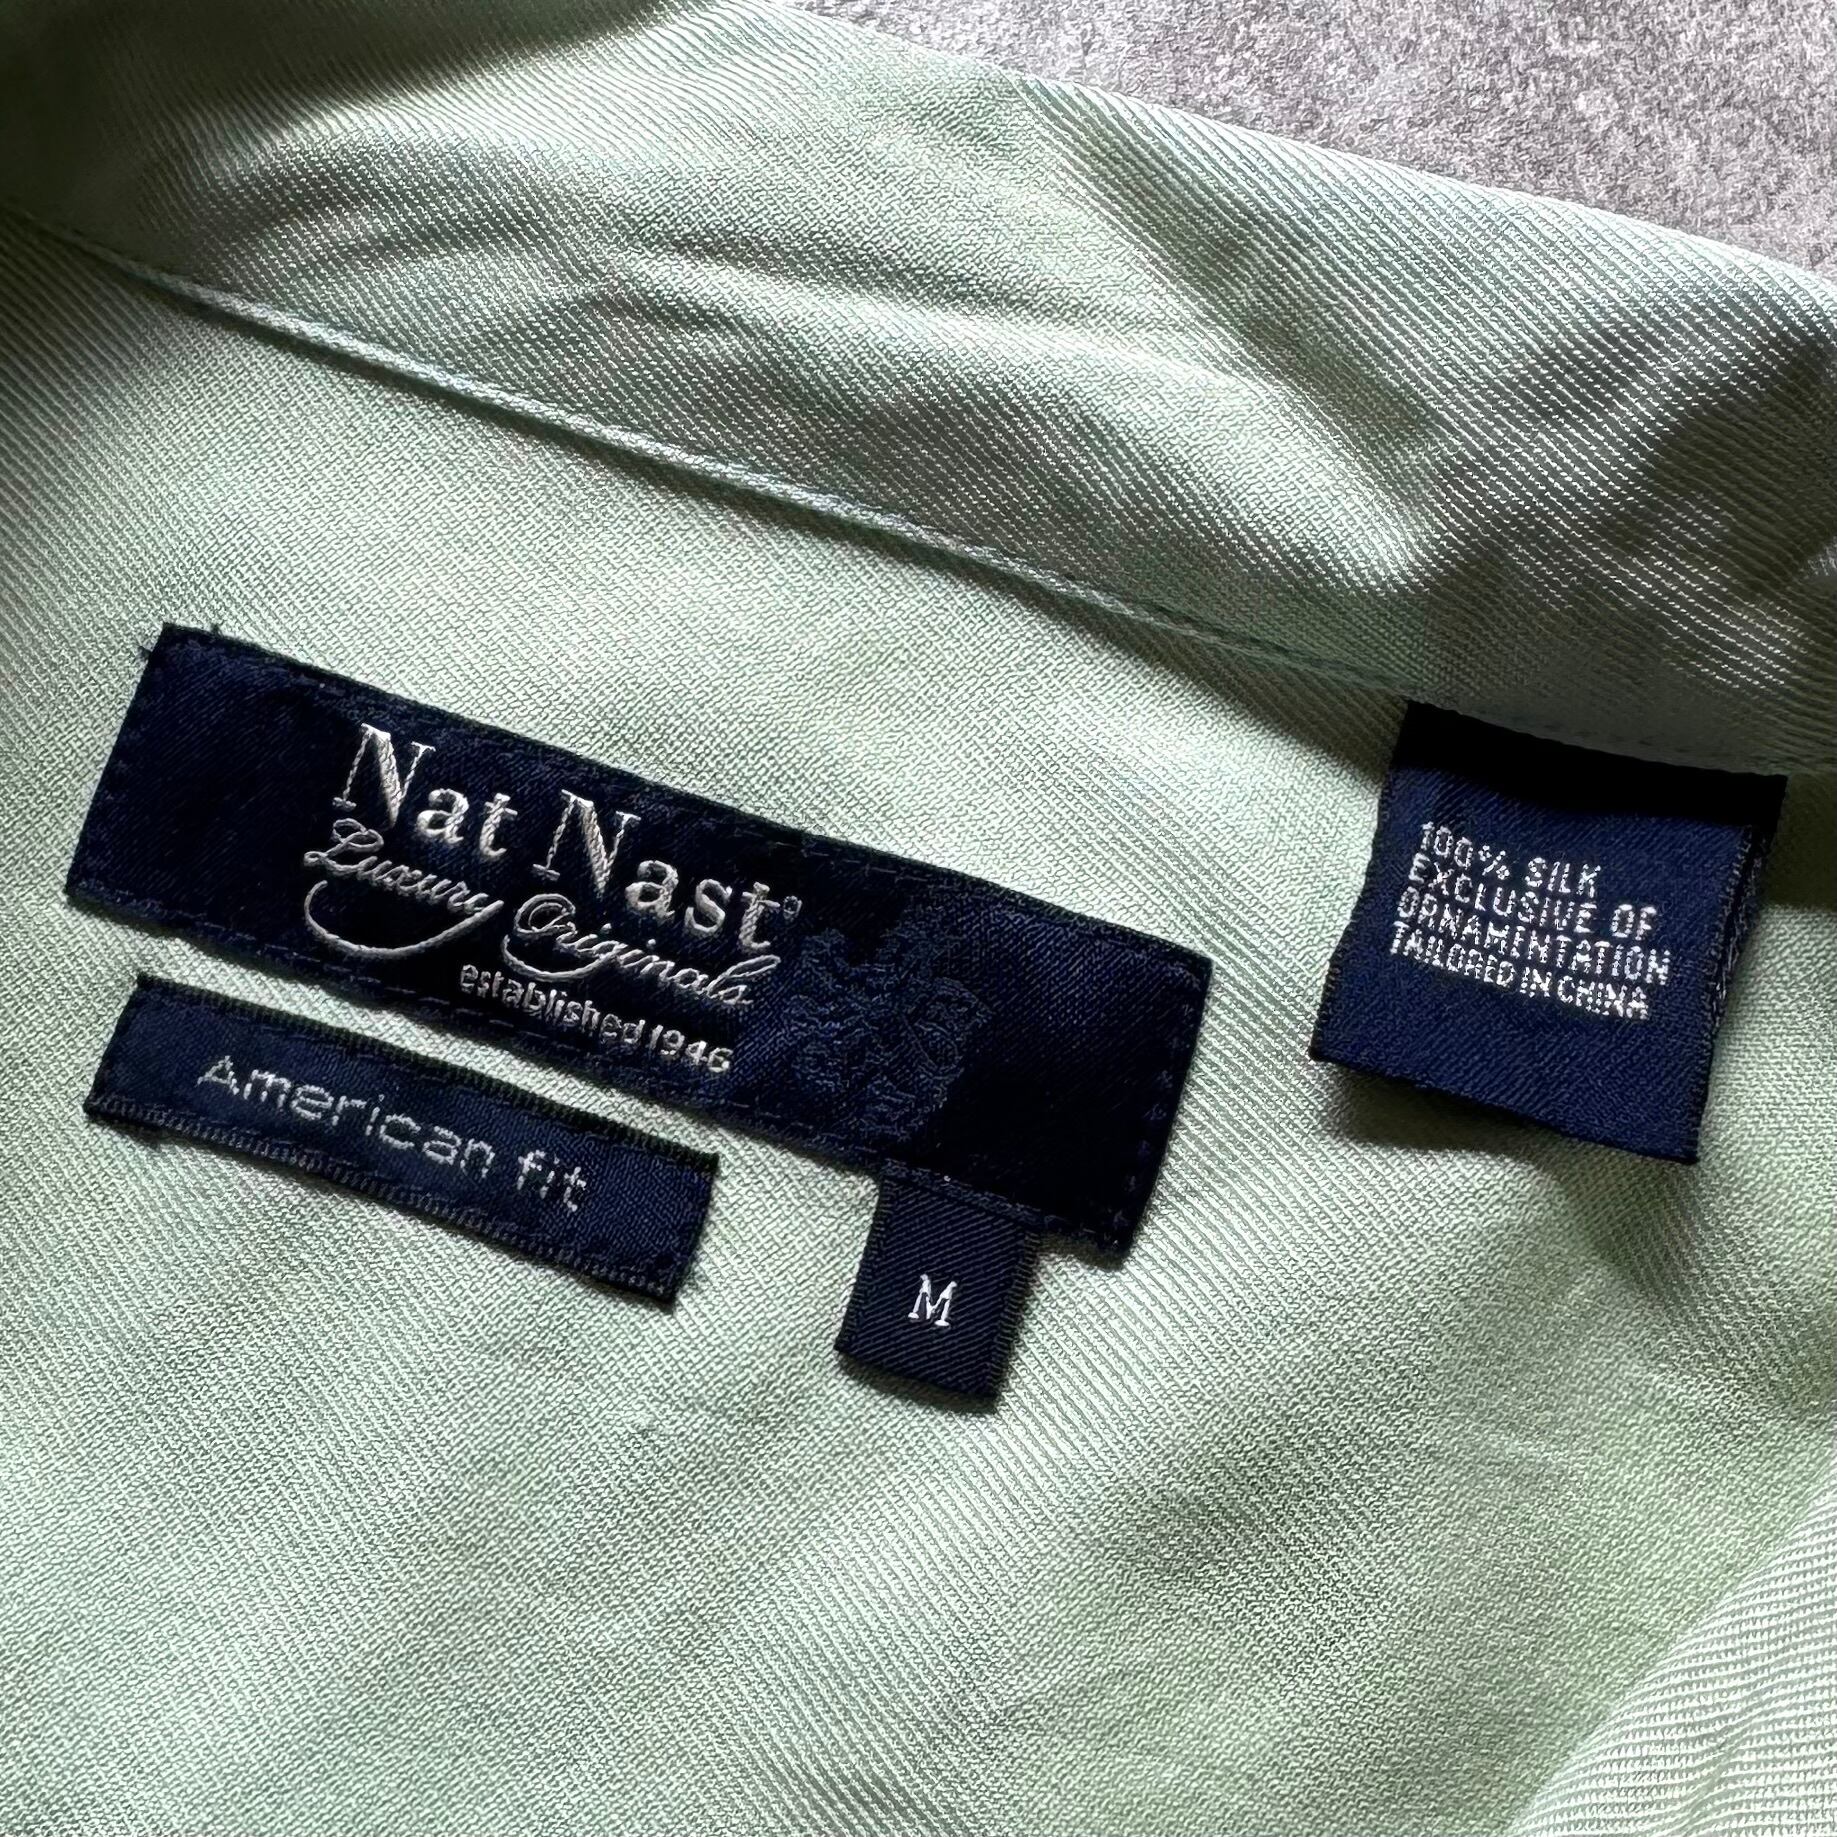 Nat Nast®
Luxury Originals
established 1946
American fit
M
100% SILK
EXCLUSIVE OF
ORNAMENTATION
TAILORED IN CHINA